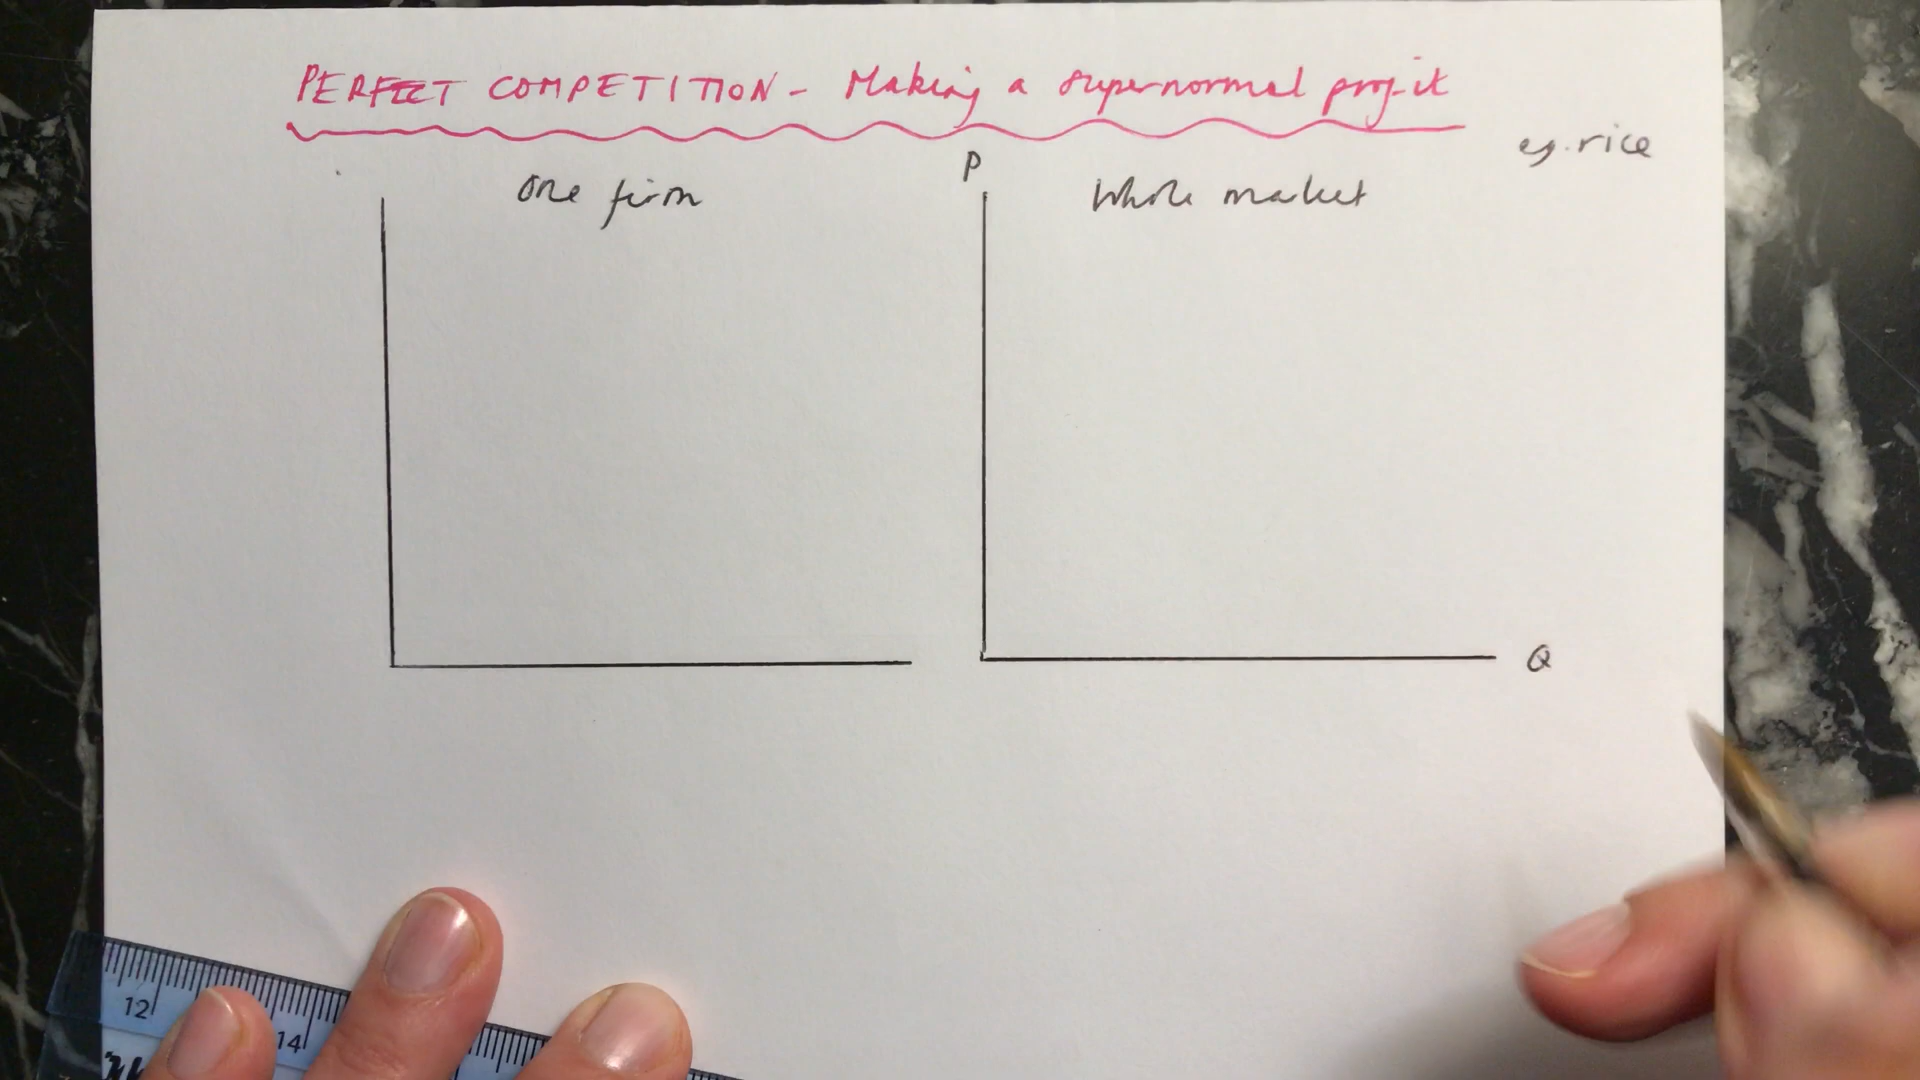 PERFECT COMPETITION - Making a supernormal profit
eg. rice
One firm
P
Whole market
Q
12
14